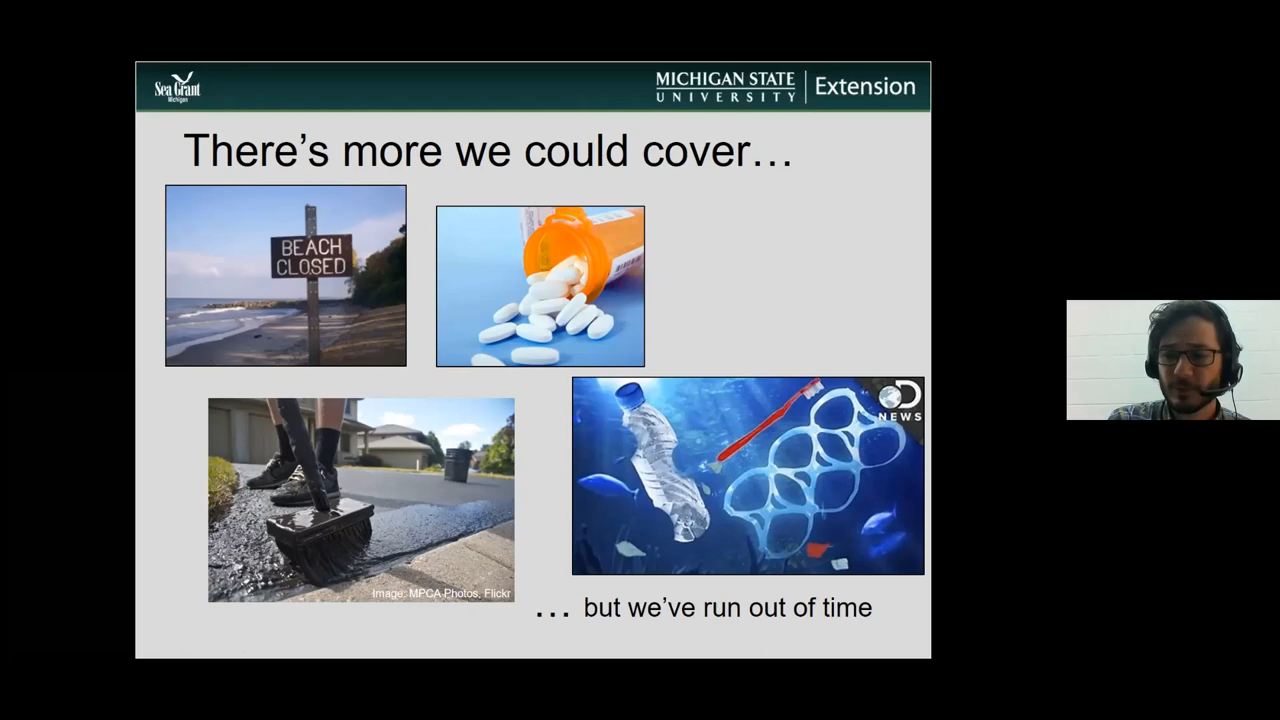 Sea Grant
Michigan
MICHIGAN STATE
UNIVERSITY
Extension
There's more we could cover…
BEACH
CLOSED
D
NEWS
Image: MPCA Photos, Flickr
… but we've run out of time